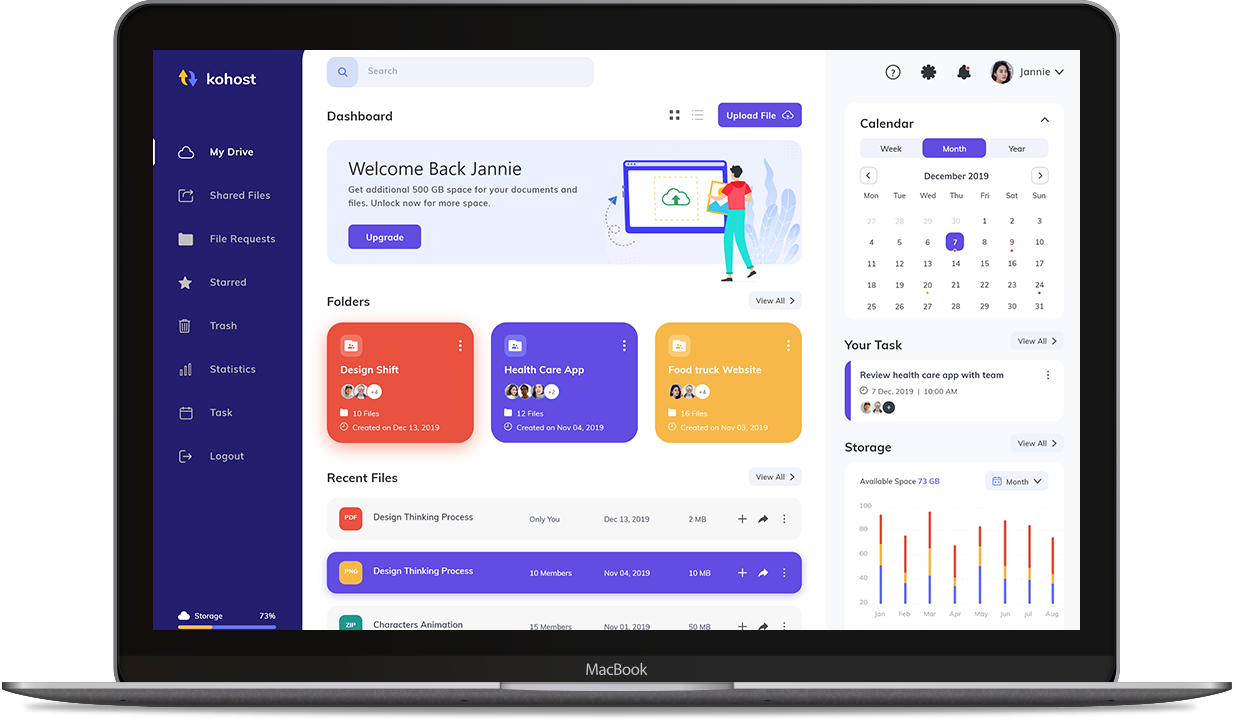 kohost
My Drive
Shared Files
File Requests
Starred
Trash
Statistics
Task
Logout
Storage 73%
Search
Dashboard
Upload File
Welcome Back Jannie
Get additional 500 GB space for your documents and
files. Unlock now for more space.
Upgrade
Folders
View All
Design Shift
+4
10 Files
Created on Dec 13, 2019
Health Care App
+2
12 Files
Created on Nov 04, 2019
Food truck Website
+4
16 Files
Created on Nov 03, 2019
Recent Files
View All
PDF Design Thinking Process Only You Dec 13, 2019 2 MB
PNG Design Thinking Process 10 Members Nov 04, 2019 10 MB
ZIP Characters Animation 15 Members Nov 01, 2019 50 MB
? Jannie
Calendar
Week Month Year
December 2019
Mon Tue Wed Thu Fri Sat Sun
27 28 29 30 1 2 3
4 5 6 7 8 9 10
11 12 13 14 15 16 17
18 19 20 21 22 23 24
25 26 27 28 29 30 31
Your Task
View All
Review health care app with team
7 Dec, 2019 | 10:00 AM
Storage
View All
Available Space 73 GB
Month
100
80
60
40
20
Jan Feb Mar Apr May Jun jul Aug
MacBook